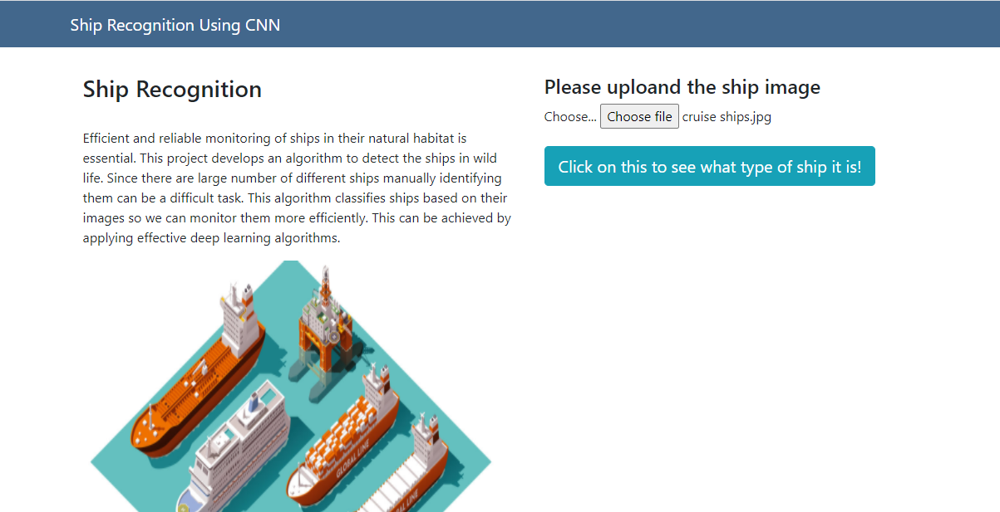 Ship Recognition Using CNN
Ship Recognition
Efficient and reliable monitoring of ships in their natural habitat is
essential. This project develops an algorithm to detect the ships in wild
life. Since there are large number of different ships manually identifying
them can be a difficult task. This algorithm classifies ships based on their
images so we can monitor them more efficiently. This can be achieved by
applying effective deep learning algorithms.
GLOBAL LINE
AL LINE
Please uploand the ship image
Choose... Choose file cruise ships.jpg
Click on this to see what type of ship it is!